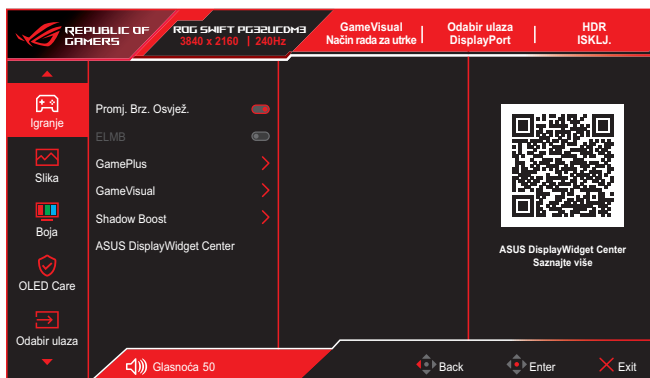 REPUBLIC OF
GAMERS
ROG SWIFT PG32UCDM3
3840 x 2160 | 240Hz
GameVisual
Način rada za utrke
Odabir ulaza
DisplayPort
HDR
ISKLJ.
Igranje
Slika
Boja
OLED Care
Odabir ulaza
Promj. Brz. Osvjež.
ELMB
GamePlus
GameVisual
Shadow Boost
ASUS DisplayWidget Center
ASUS DisplayWidget Center
Saznajte više
Glasnoća 50
Back
Enter
Exit